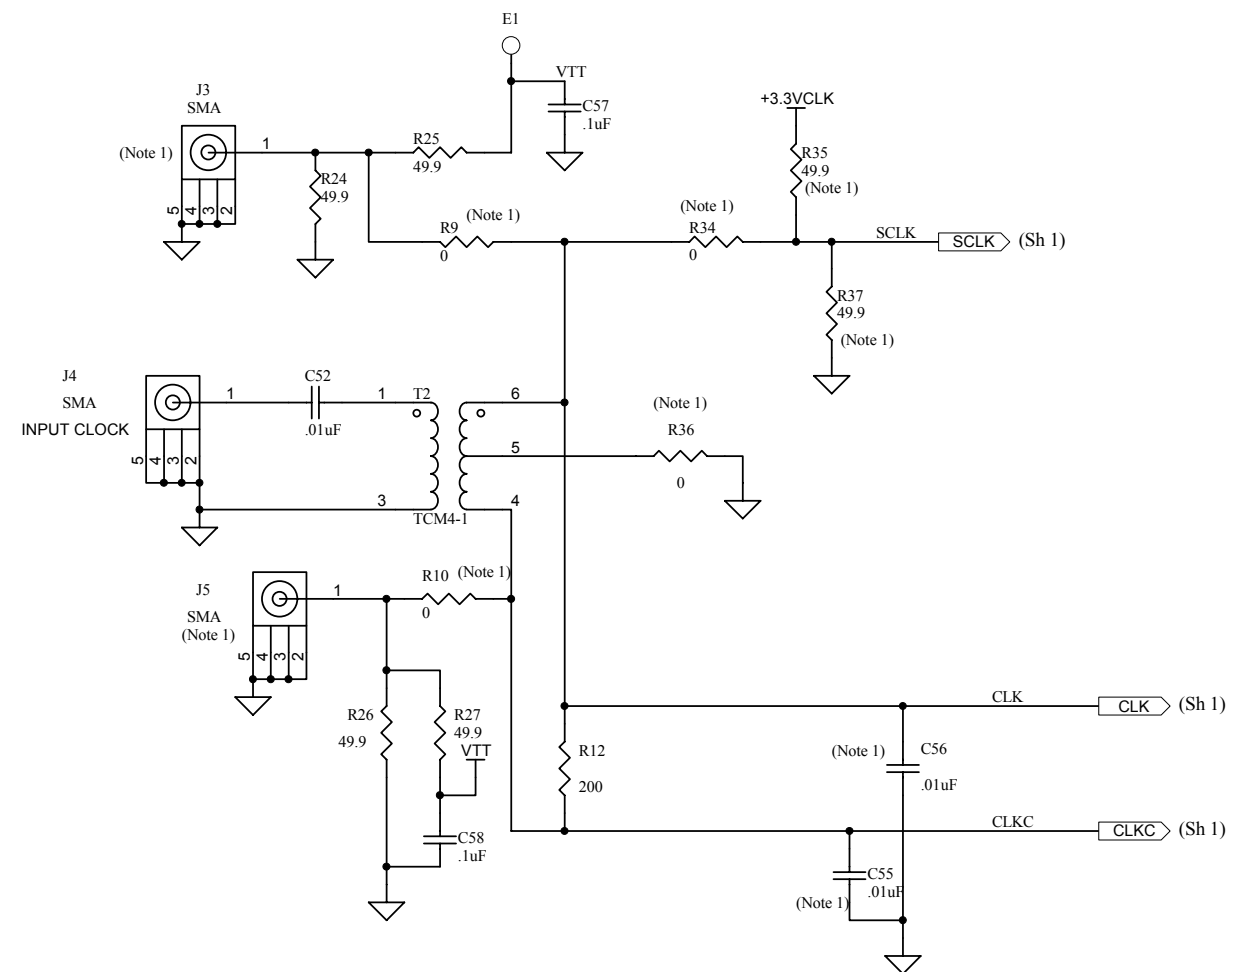 E1
VTT
C57
.1uF
J3
SMA
(Note 1)
1
5
4
3
2
R25
49.9
R24
49.9
+3.3VCLK
R35
49.9
(Note 1)
R9
(Note 1)
0
(Note 1)
R34
0
SCLK
SCLK
(Sh 1)
R37
49.9
(Note 1)
J4
SMA
INPUT CLOCK
1
5
4
3
2
C52
.01uF
1
T2
6
5
3
4
TCM4-1
(Note 1)
R36
0
J5
SMA
(Note 1)
1
5
4
3
2
R10
(Note 1)
0
R26
49.9
R27
49.9
VTT
C58
.1uF
R12
200
CLK
CLK
(Sh 1)
(Note 1)
C56
.01uF
CLKC
CLKC
(Sh 1)
C55
.01uF
(Note 1)